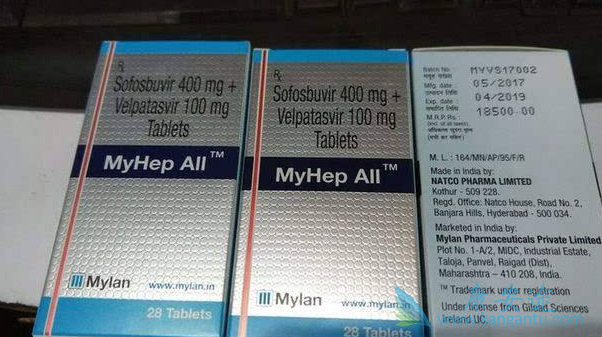 Rx
Sofosbuvir 400 mg +
Velpatasvir 100 mg
Tablets
MyHep All™
Mylan
www.mylan.in
28 Tablets
Rx
Sofosbuvir 400 mg +
Velpatasvir 100 mg
Tablets
MyHep All™
Mylan
www.mylan.in
28 Tablets
Batch No. MYVS17002
Mfg. date 05/2017
Exp. date 04/2019
M.R.P. Rs. 18500.00
M. L. : 164/MN/AP/95/F/R
Made in India by:
NATCO PHARMA LIMITED
Kothur - 509 228.
Regd. Office: Natco House, Road No. 2,
Banjara Hills, Hyderabad - 500 034.
Marketed in India by:
Mylan Pharmaceuticals Private Limited
Plot No. 1-A/2, MIDC, Industrial Estate,
Taloja, Panvel, Raigad (Dist),
Maharashtra – 410 208, India.
™ Trademark under registration
Under license from Gilead Sciences
Ireland UC.